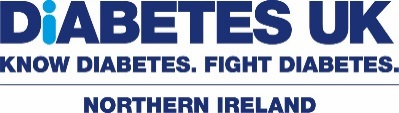 DiABETES UK
KNOW DIABETES. FIGHT DIABETES.
NORTHERN IRELAND